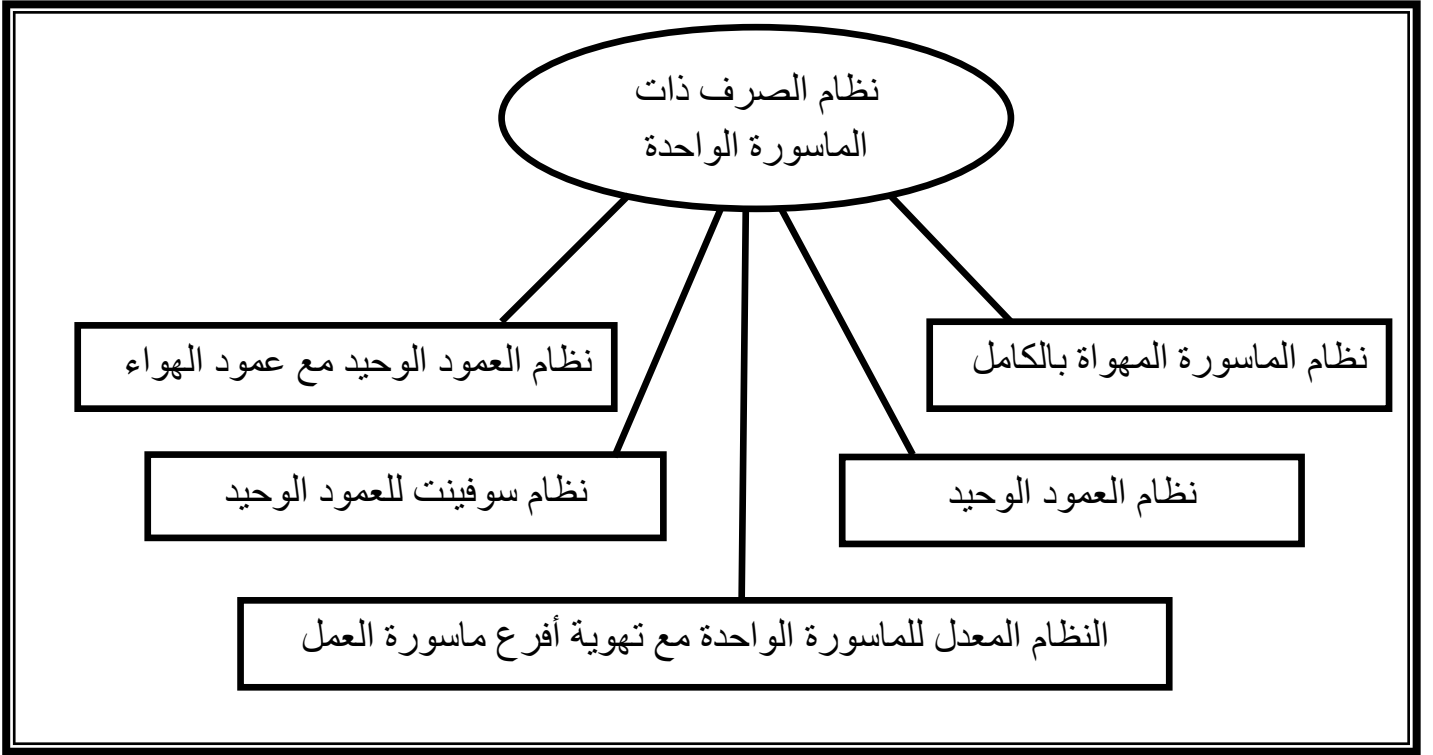 نظام الصرف ذات
الماسورة الواحدة
نظام الماسورة المهواة بالكامل
نظام العمود الوحيد مع عمود الهواء
نظام العمود الوحيد
نظام سوفينت للعمود الوحيد
النظام المعدل للماسورة الواحدة مع تهوية أفرع ماسورة العمل